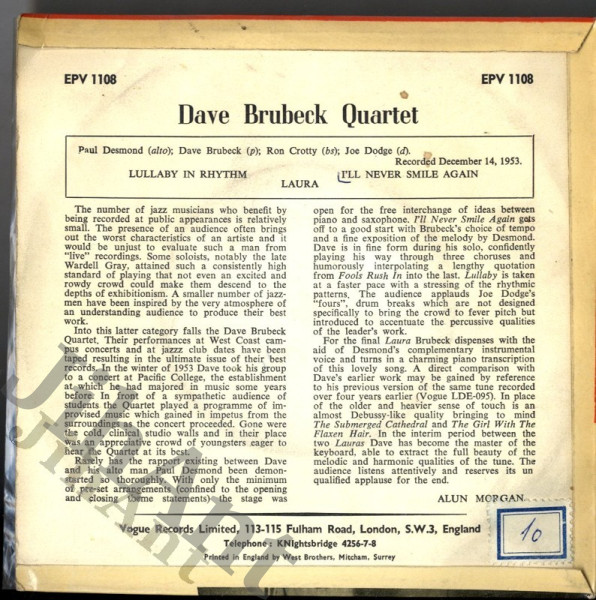 EPV 1108 EPV 1108
Dave Brubeck Quartet
Paul Desmond (alto); Dave Brubeck (p); Ron Crotty (bs); Joe Dodge (d).
Recorded December 14, 1953.
LULLABY IN RHYTHM I'LL NEVER SMILE AGAIN
LAURA
The number of jazz musicians who benefit by
being recorded at public appearances is relatively
small. The presence of an audience often brings
out the worst characteristics of an artiste and it
would be unjust to evaluate such a man from
"live" recordings. Some soloists, notably the late
Wardell Gray, attained such a consistently high
standard of playing that not even an excited and
rowdy crowd could make them descend to the
depths of exhibitionism. A smaller number of jazz-
men have been inspired by the very atmosphere of
an understanding audience to produce their best
work.
Into this latter category falls the Dave Brubeck
Quartet. Their performances at West Coast cam-
pus concerts and at jazzz club dates have been
taped resulting in the ultimate issue of their best
records. In the winter of 1953 Dave took his group
to a concert at Pacific College, the establishment
at which he had majored in music some years
before. In front of a sympathetic audience of
students the Quartet played a programme of im-
provised music which gained in impetus from the
surroundings as the concert proceeded. Gone were
the cold, clinical studio walls and in their place
was an appreciative crowd of youngsters eager to
hear the Quartet at its best.
Rarely has the rapport existing between Dave
and his alto man Paul Desmond been demon-
strated so thoroughly. With only the minimum
of pre-set arrangements (confined to the opening
and closing theme statements) the stage was
open for the free interchange of ideas between
piano and saxophone. I'll Never Smile Again gets
off to a good start with Brubeck's choice of tempo
and a fine exposition of the melody by Desmond.
Dave is in fine form during his solo, confidently
playing his way through three choruses and
humorously interpolating a lengthy quotation
from Fools Rush In into the last. Lullaby is taken
at a faster pace with a stressing of the rhythmic
patterns. The audience applauds Joe Dodge's
"fours", drum breaks which are not designed
specifically to bring the crowd to fever pitch but
introduced to accentuate the percussive qualities
of the leader's work.
For the final Laura Brubeck dispenses with the
aid of Desmond's complementary instrumental
voice and turns in a charming piano transcription
of this lovely song. A direct comparison with
Dave's earlier work may be gained by reference
to his previous version of the same tune recorded
over four years earlier (Vogue LDE-095). In place
of the older and heavier sense of touch is an
almost Debussy-like quality bringing to mind
The Submerged Cathedral and The Girl With The
Flaxen Hair. In the interim period between the
two Lauras Dave has become master of the
keyboard, able to extract the full beauty of the
melodic and harmonic qualities of the tune. The
audience listens attentively and reserves its un
qualified applause for the end.
ALUN MORGAN
Vogue Records Limited, 113-115 Fulham Road, London, S.W.3, England
Telephone: KNIghtsbridge 4256-7-8
Printed in England by West Brothers, Mitcham, Surrey
10